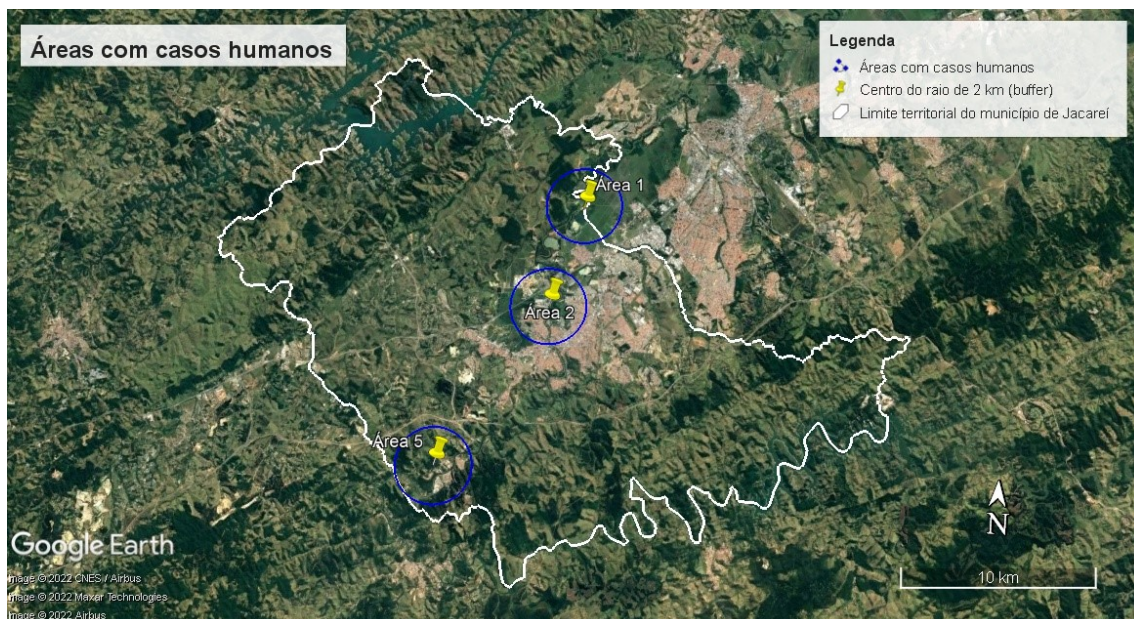 Áreas com casos humanos
Legenda
Áreas com casos humanos
Centro do raio de 2 km (buffer)
Limite territorial do município de Jacareí
Área 1
Área 2
Área 5
N
10 km
Google Earth
Image © 2022 CNES / Airbus
Image © 2022 Maxar Technologies
Image © 2022 Airbus